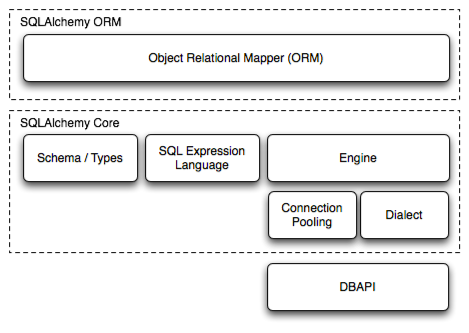 SQLAlchemy ORM
Object Relational Mapper (ORM)
SQLAlchemy Core
Schema / Types
SQL Expression
Language
Engine
Connection
Pooling
Dialect
DBAPI